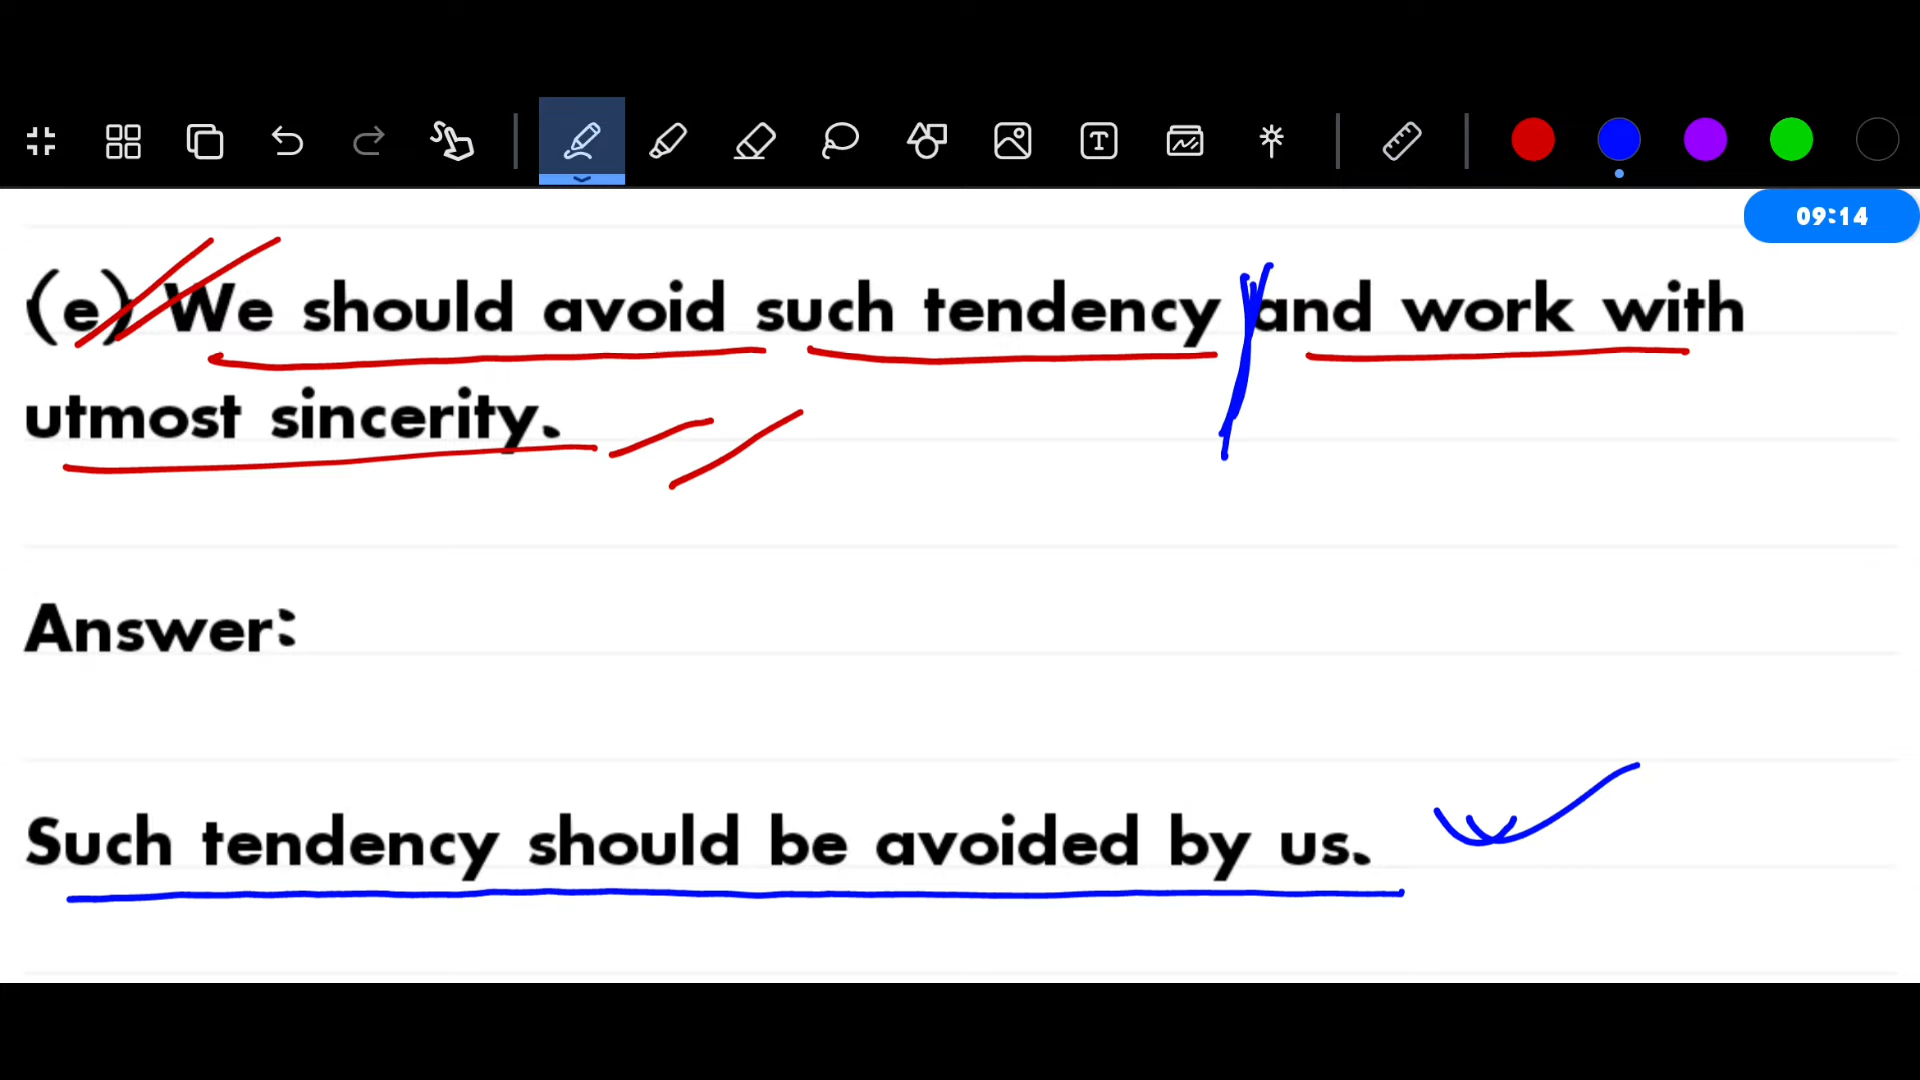 09:14
(e) We should avoid such tendency and work with
utmost sincerity.
Answer:
Such tendency should be avoided by us.